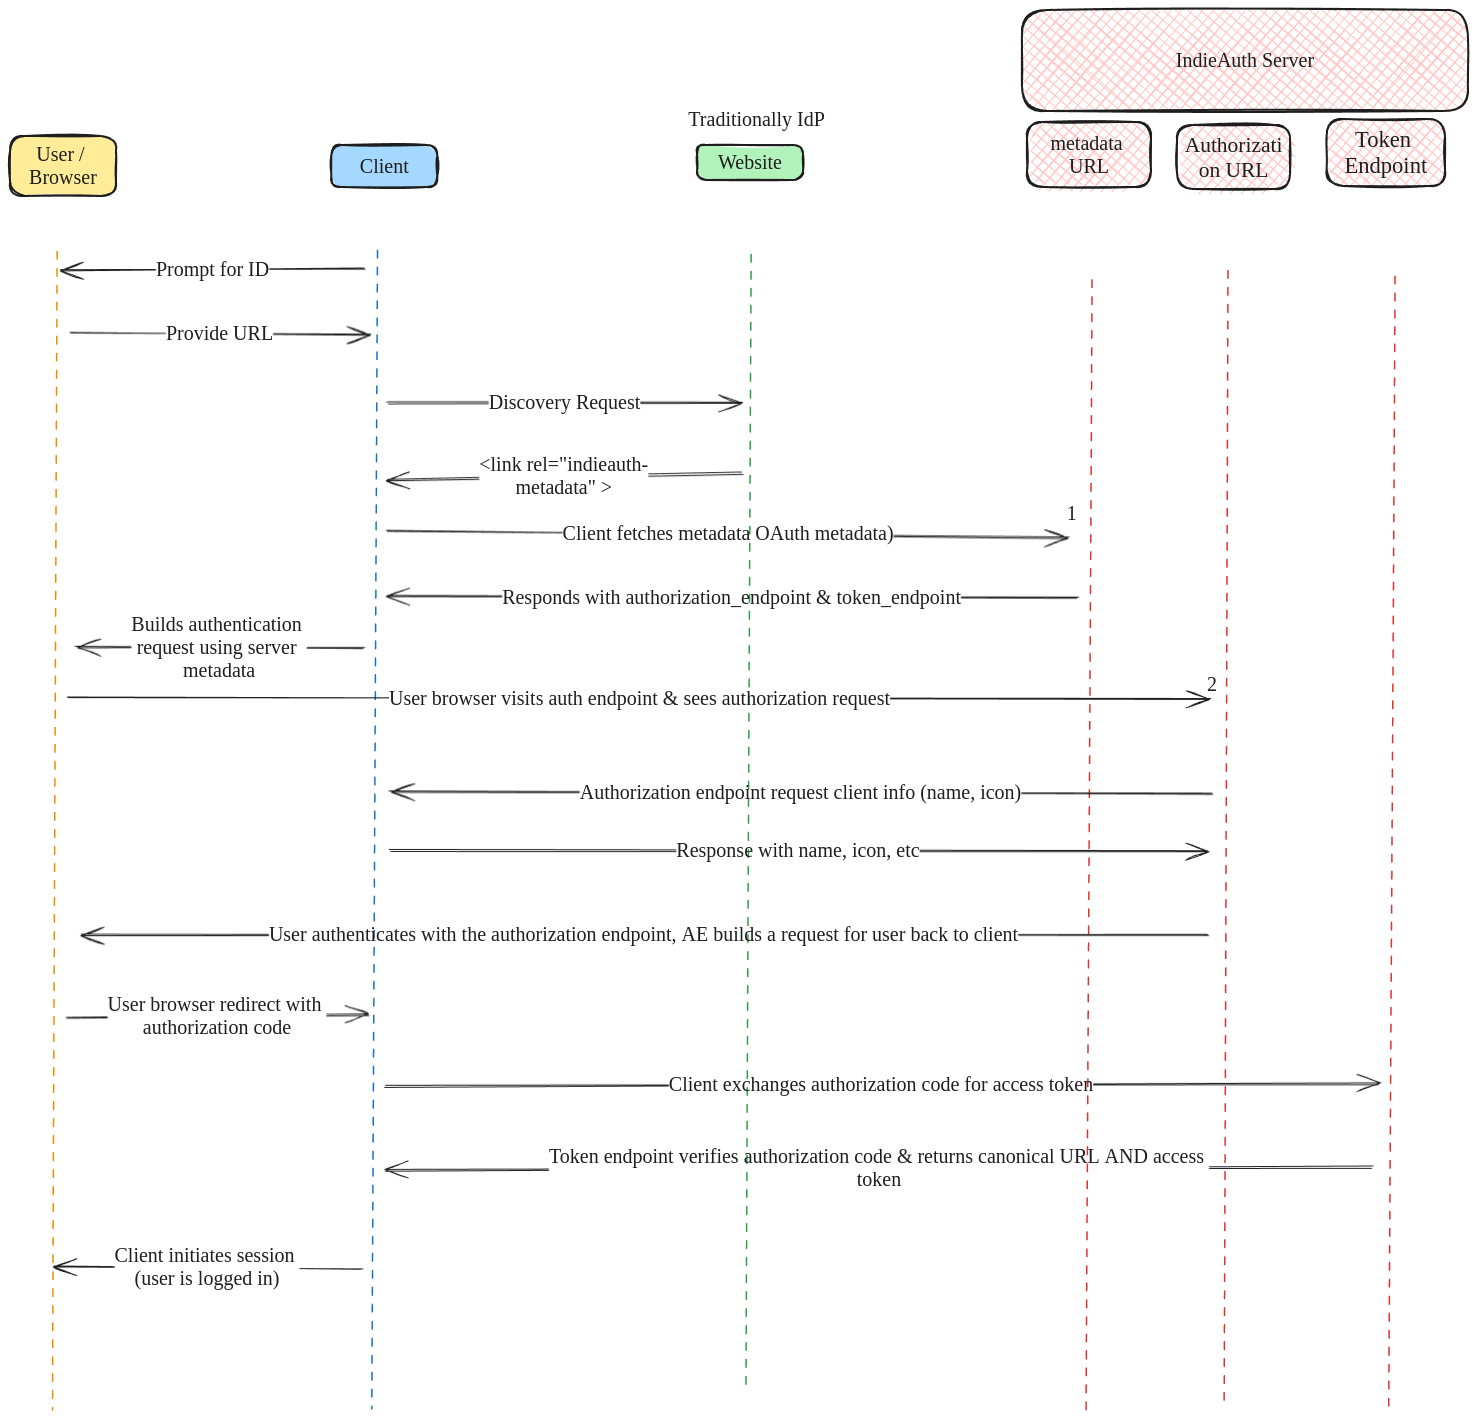 IndieAuth Server
Traditionally IdP
User /
Browser
Client
Website
metadata
URL
Authorizati
on URL
Token
Endpoint
Prompt for ID
Provide URL
Discovery Request
<link rel="indieauth-
metadata" >
1
Client fetches metadata OAuth metadata)
Responds with authorization_endpoint & token_endpoint
Builds authentication
request using server
metadata
2
User browser visits auth endpoint & sees authorization request
Authorization endpoint request client info (name, icon)
Response with name, icon, etc
User authenticates with the authorization endpoint, AE builds a request for user back to client
User browser redirect with
authorization code
Client exchanges authorization code for access token
Token endpoint verifies authorization code & returns canonical URL AND access
token
Client initiates session
(user is logged in)